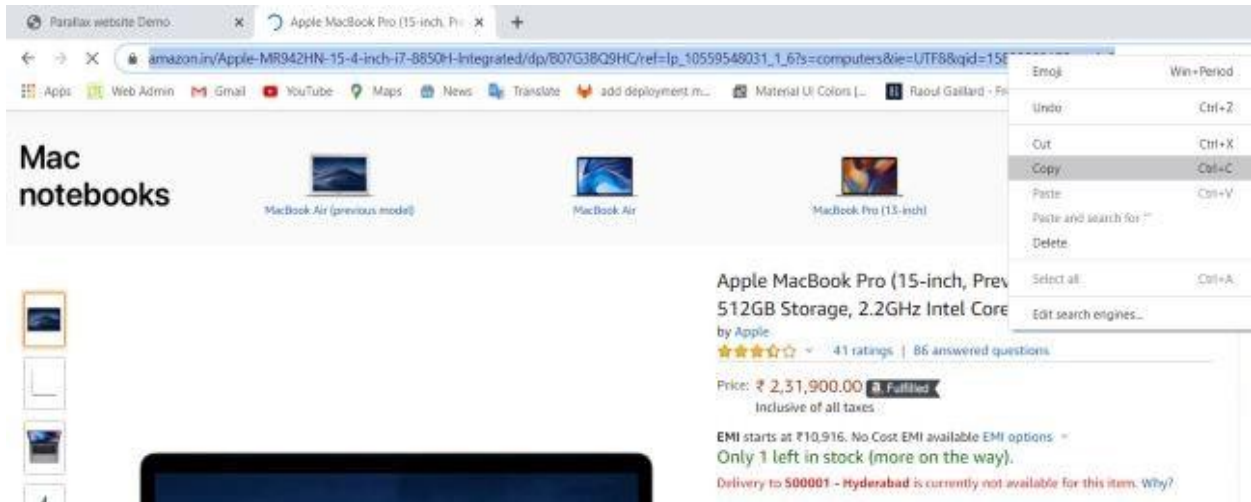 Parallax website Demo
Apple MacBook Pro (15-inch, Pre
amazon.in/Apple-MR942HN-15-4-inch-i7-8850H-Integrated/dp/B07G3BQ9HC/ref=lp_10559548031_1_6?s=computers&ie=UTF8&qid=158
Apps
Web Admin
Gmail
YouTube
Maps
News
Translate
add deployment m...
Material UI Colors (...
Raoul Gaillard - Fr
Emoji Win+Period
Undo Ctrl+Z
Cut Ctrl+X
Copy Ctrl+C
Paste Ctrl+V
Paste and search for ""
Delete
Select all Ctrl+A
Edit search engines...
Mac
notebooks
MacBook Air (previous model)
MacBook Air
MacBook Pro (13-inch)
Apple MacBook Pro (15-inch, Prev
512GB Storage, 2.2GHz Intel Core
by Apple
41 ratings | 86 answered questions
Price: ₹ 2,31,900.00 a Fulfilled
Inclusive of all taxes
EMI starts at ₹10,916. No Cost EMI available EMI options
Only 1 left in stock (more on the way).
Delivery to 500001 - Hyderabad is currently not available for this item. Why?